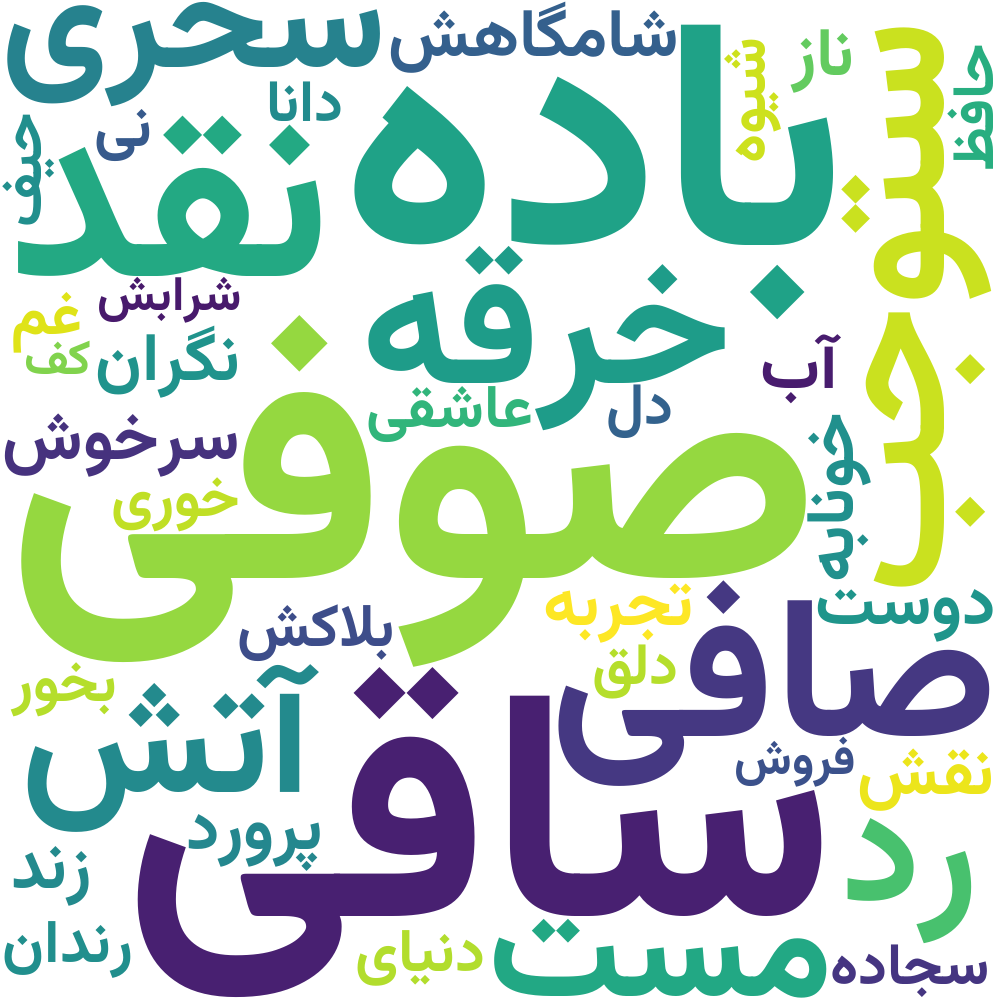 سحری
شامگاهش
باده
ناز
شیوه
مستوجب
حافظ
دانا
نی
حیف
نقد
خرقه
شرابش
غم
کف
نگران
آب
عاشقی
دل
سرخوش
صوفی
خوری
خونابه
بلاکش
تجربه
دوست
دلق
صافی
بخور
آتش
ساقی
فروش
نقش
پرورد
رد
زند
رندان
دنیای
مست
سجاده